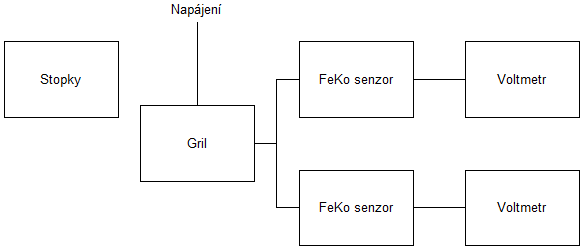 Napájení
Stopky
FeKo senzor
Voltmetr
Gril
FeKo senzor
Voltmetr